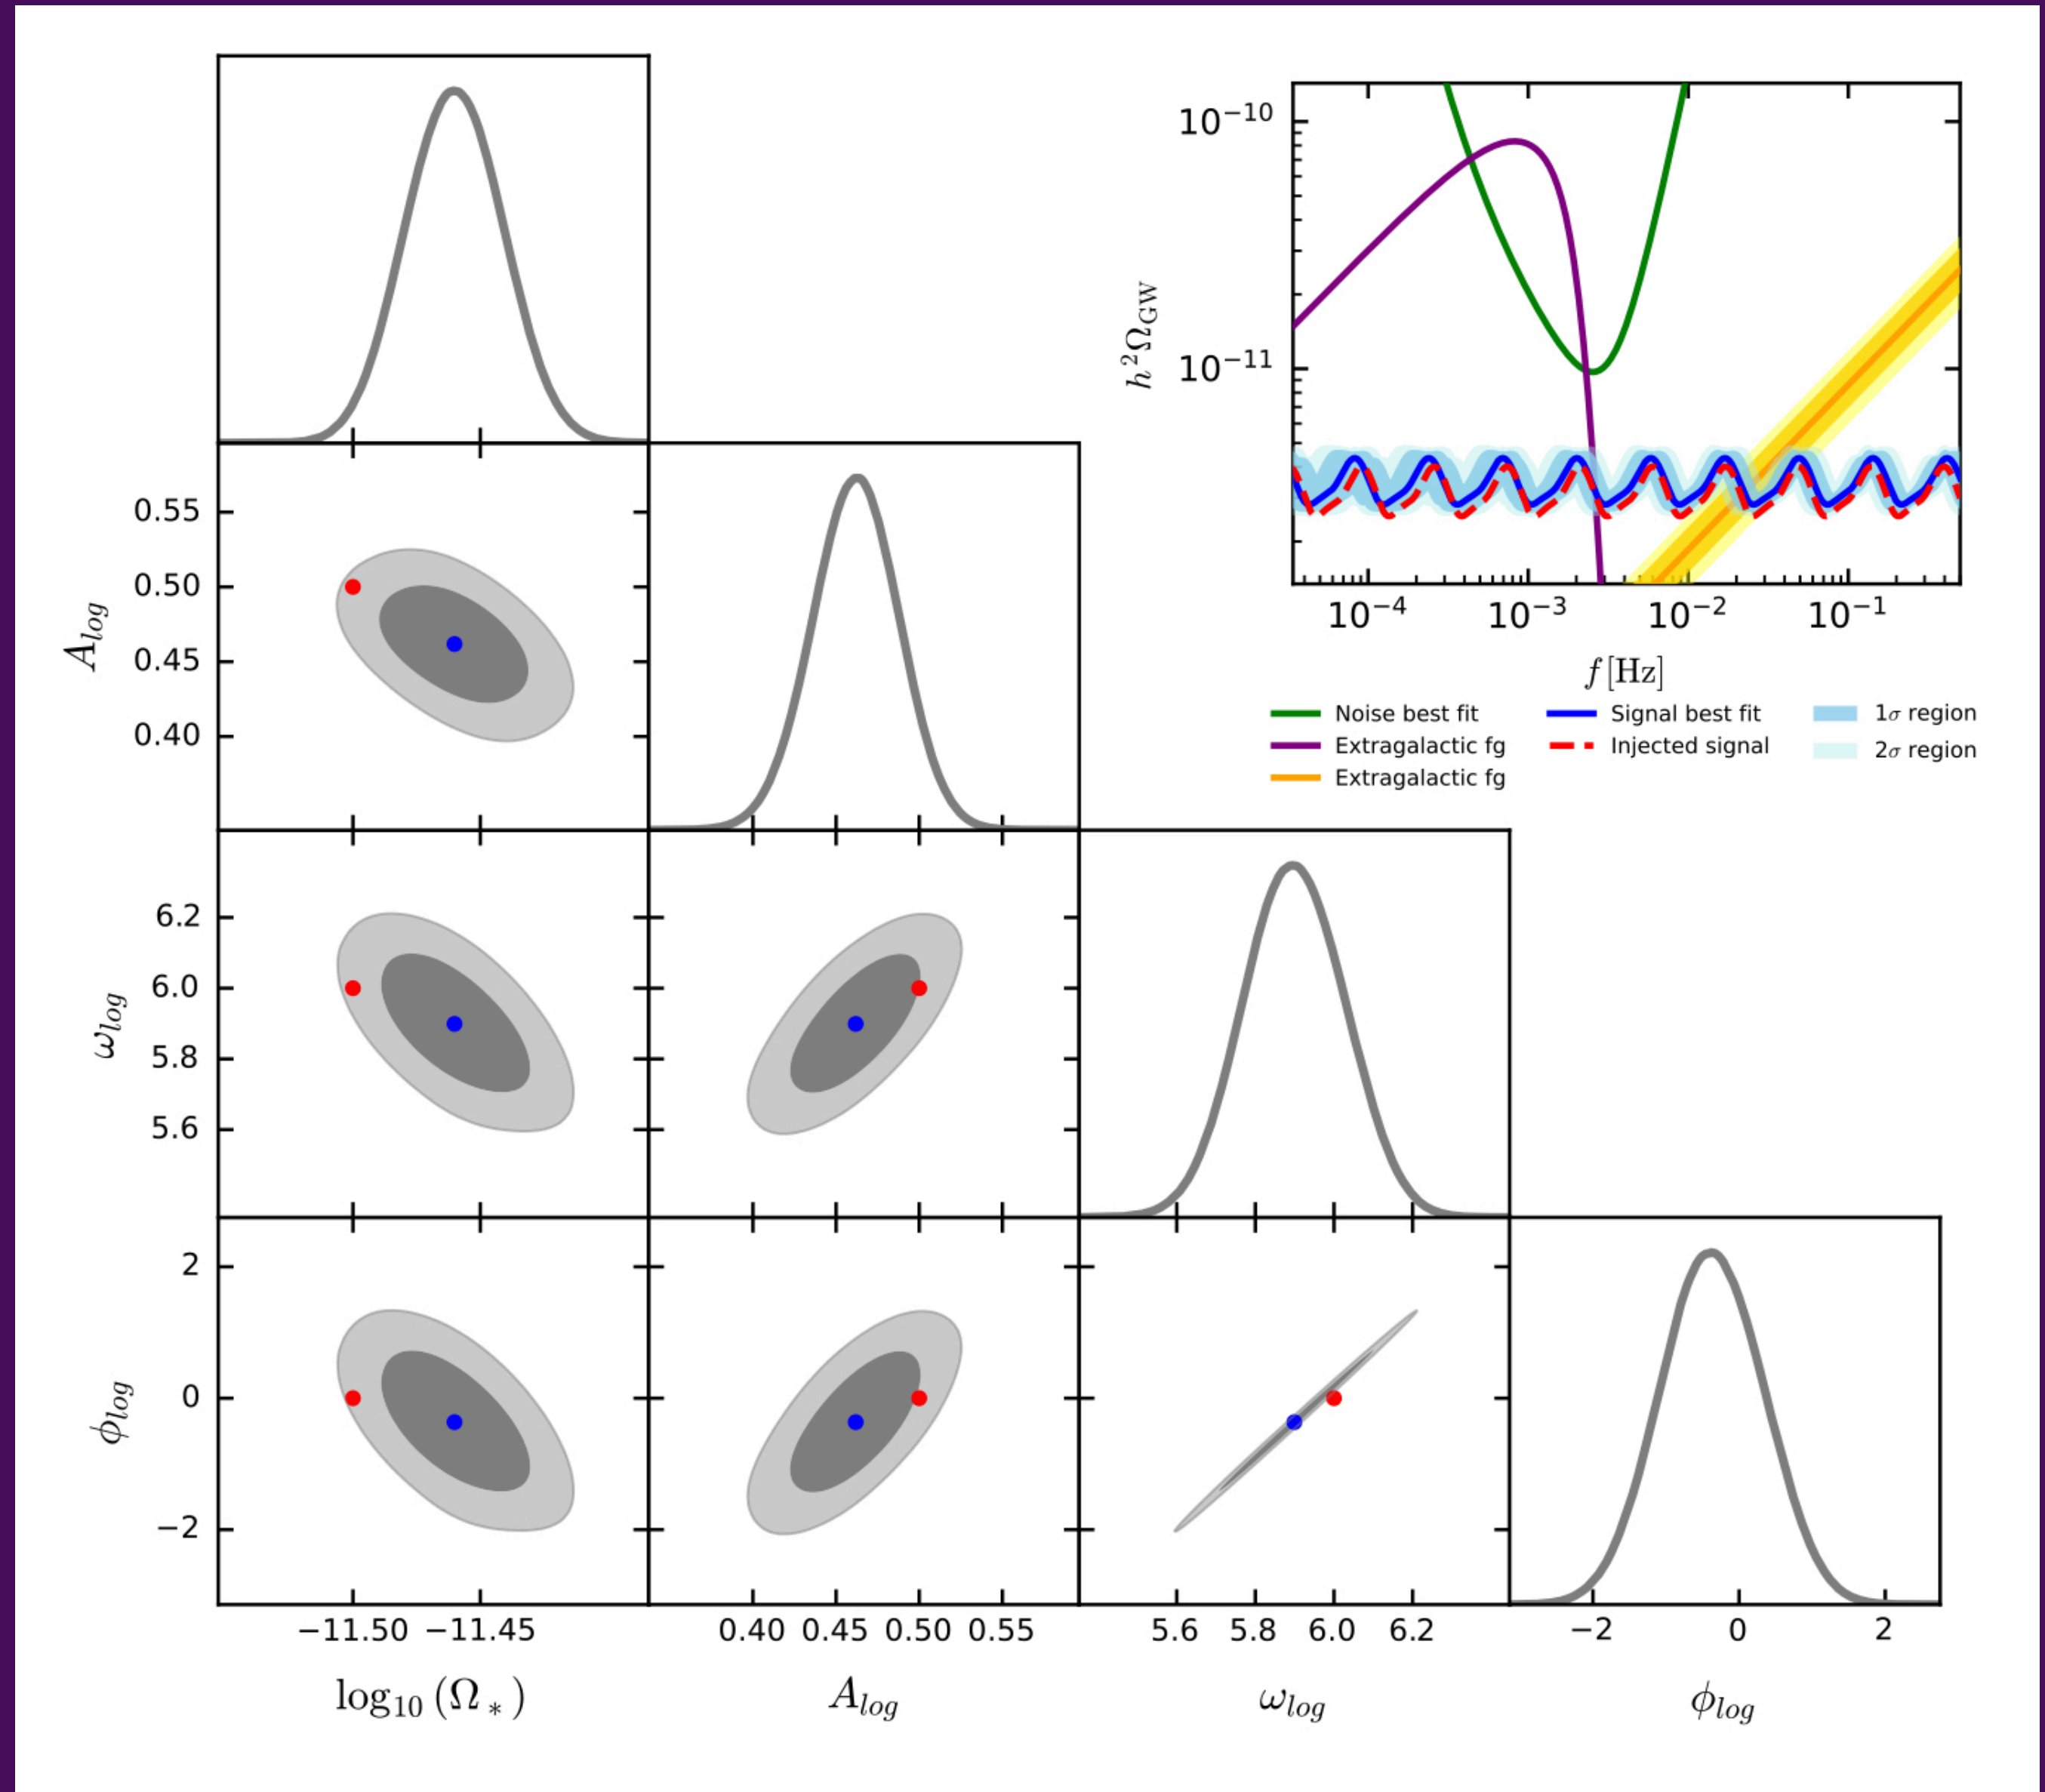 10⁻¹⁰
10⁻¹¹
h² Ω_GW
10⁻⁴ 10⁻³ 10⁻² 10⁻¹
f [Hz]
Noise best fit Signal best fit 1σ region
Extragalactic fg Injected signal 2σ region
Extragalactic fg
0.55
0.50
0.45
0.40
A_log
6.2
6.0
5.8
5.6
ω_log
2
0
−2
ϕ_log
−11.50 −11.45 0.40 0.45 0.50 0.55 5.6 5.8 6.0 6.2 −2 0 2
log₁₀ (Ω_*) A_log ω_log ϕ_log